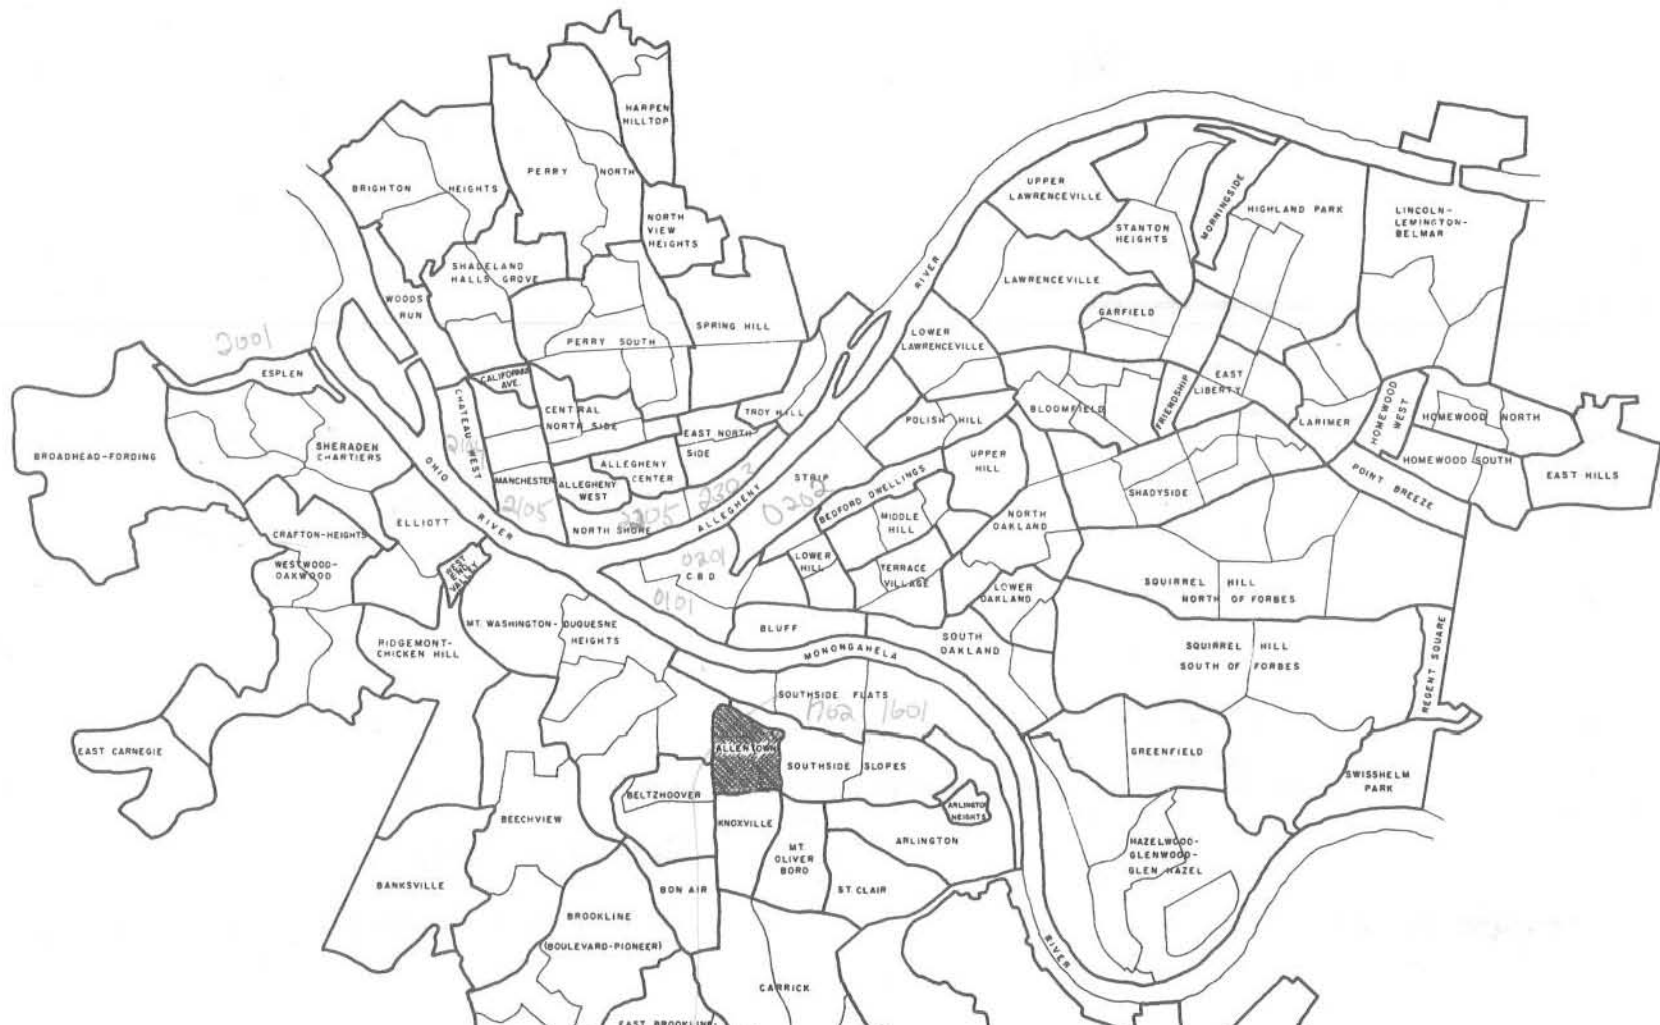 HARPEN
HILLTOP
PERRY NORTH
BRIGHTON HEIGHTS
NORTH
VIEW
HEIGHTS
SHADELAND
HALLS GROVE
WOODS
RUN
SPRING HILL
PERRY SOUTH
2001
ESPLEN
CALIFORNIA
AVE.
CHATEAU WEST
CENTRAL
NORTH SIDE
TROY HILL
EAST NORTH
SIDE
ALLEGHENY
CENTER
MANCHESTER
ALLEGHENY
WEST
2105
NORTH SHORE
2205
ALLEGHENY
RIVER
BROADHEAD-FORDING
SHERADEN
CHARTIERS
OHIO
RIVER
ELLIOTT
CRAFTON-HEIGHTS
WESTWOOD-
OAKWOOD
WEST
END
VALLEY
RIDGEMONT-
CHICKEN HILL
EAST CARNEGIE
MT. WASHINGTON-DUQUESNE
HEIGHTS
UPPER
LAWRENCEVILLE
STANTON
HEIGHTS
MORNINGSIDE
HIGHLAND PARK
LINCOLN-
LEMINGTON-
BELMAR
LAWRENCEVILLE
GARFIELD
LOWER
LAWRENCEVILLE
EAST
LIBERTY
FRIENDSHIP
BLOOMFIELD
POLISH HILL
LARIMER
HOMEWOOD
WEST
HOMEWOOD NORTH
HOMEWOOD SOUTH
EAST HILLS
POINT BREEZE
SHADYSIDE
UPPER
HILL
STRIP
0202
BEDFORD DWELLINGS
MIDDLE
HILL
NORTH
OAKLAND
0201
C B D
0101
LOWER
HILL
TERRACE
VILLAGE
LOWER
OAKLAND
SQUIRREL HILL
NORTH OF FORBES
BLUFF
SOUTH
OAKLAND
MONONGAHELA
RIVER
SQUIRREL HILL
SOUTH OF FORBES
REGENT SQUARE
SOUTHSIDE FLATS
1702 1601
ALLENTOWN
SOUTHSIDE SLOPES
GREENFIELD
SWISSHELM
PARK
BELTZHOOVER
ARLINGTON
HEIGHTS
BEECHVIEW
KNOXVILLE
MT.
OLIVER
BORO
ARLINGTON
HAZELWOOD-
GLENWOOD-
GLEN HAZEL
BANKSVILLE
BON AIR
ST. CLAIR
BROOKLINE
(BOULEVARD-PIONEER)
CARRICK
EAST BROOKLINE-